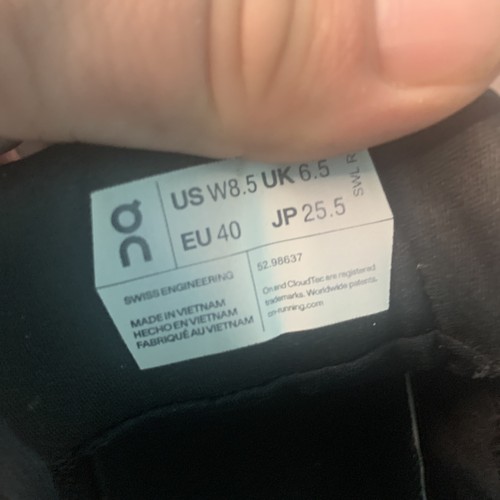 on
US W8.5 UK 6.5
EU 40 JP 25.5
SWL R
SWISS ENGINEERING
MADE IN VIETNAM
HECHO EN VIETNAM
FABRIQUÉ AU VIETNAM
52.98637
On and CloudTec are registered
trademarks. Worldwide patents.
on-running.com